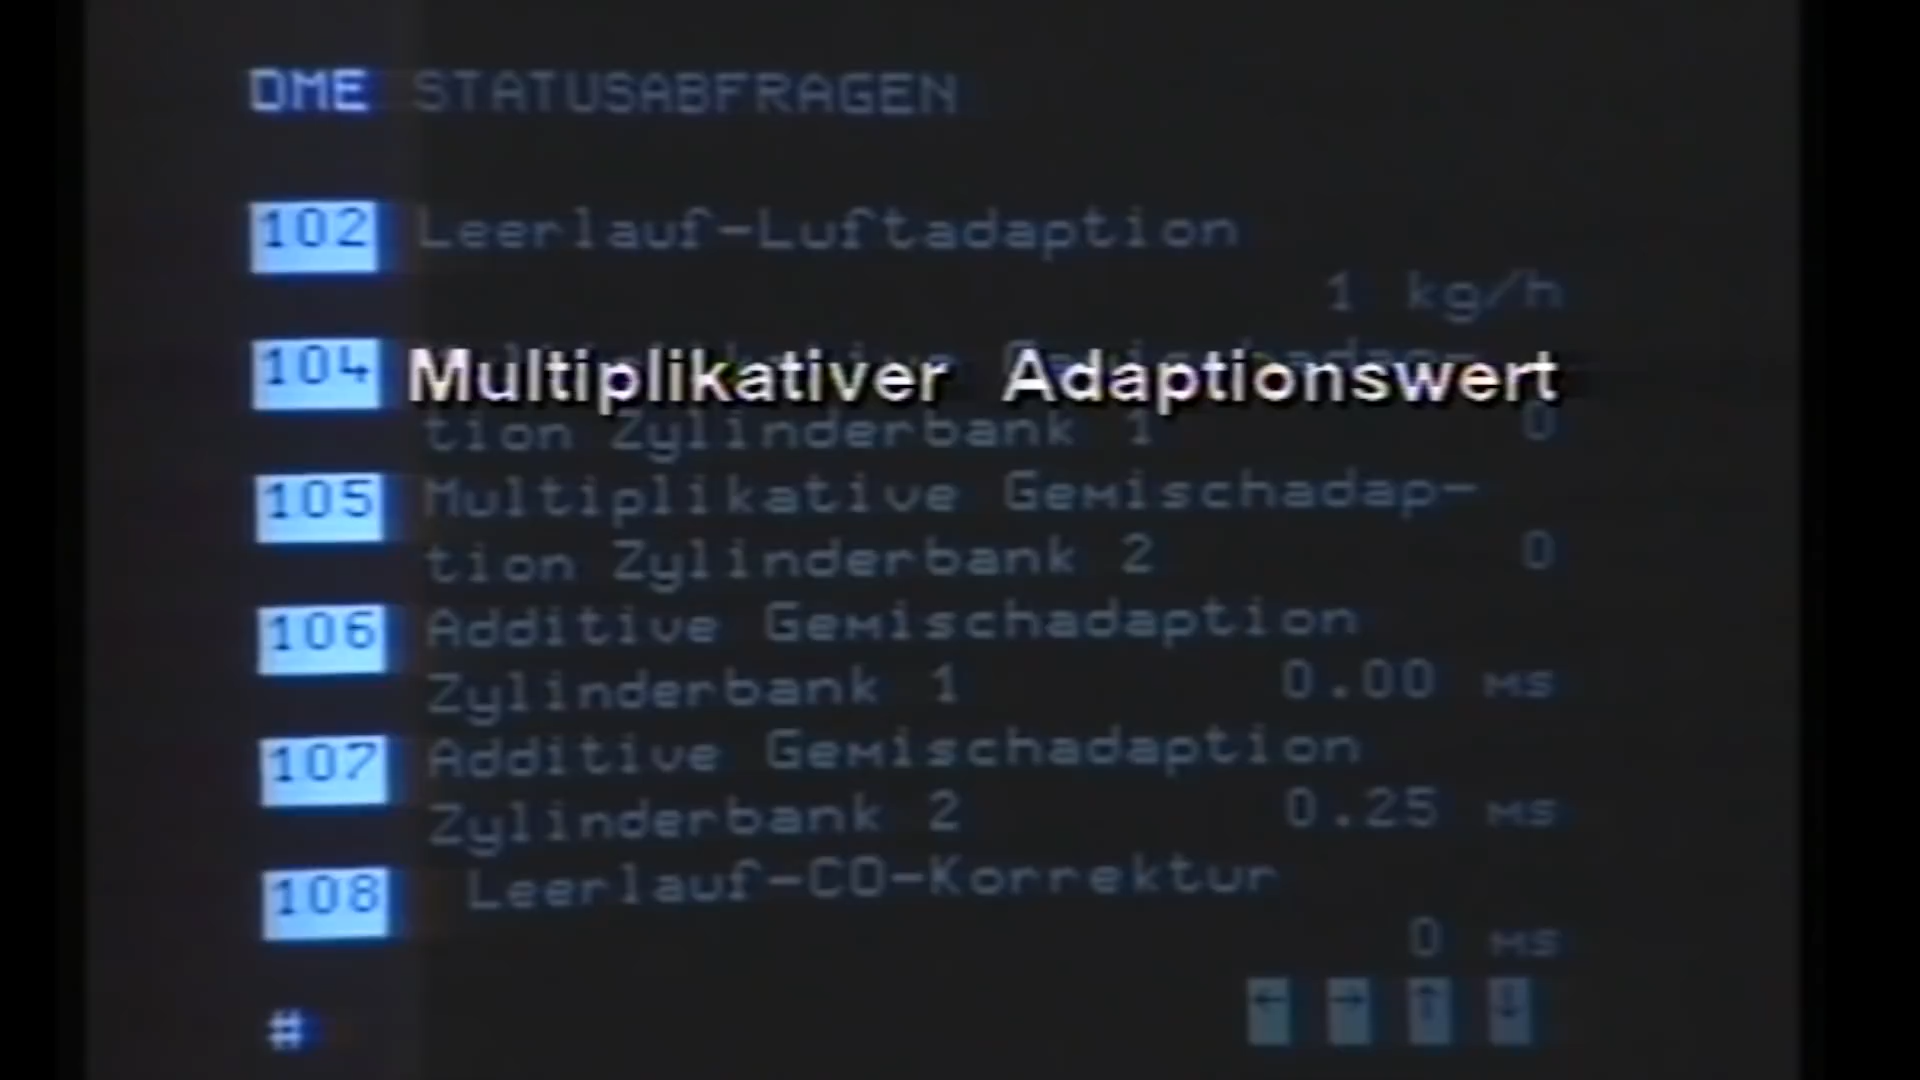 DME STATUSABFRAGEN
102 Leerlauf-Luftadaption
1 kg/h
104 Multiplikativer Adaptionswert
tion Zylinderbank 1 0
105 Multiplikative Gemischadap-
tion Zylinderbank 2 0
106 Additive Gemischadaption
Zylinderbank 1 0.00 ms
107 Additive Gemischadaption
Zylinderbank 2 0.25 ms
108 Leerlauf-CO-Korrektur
0 ms
# ← → ↑ ↓